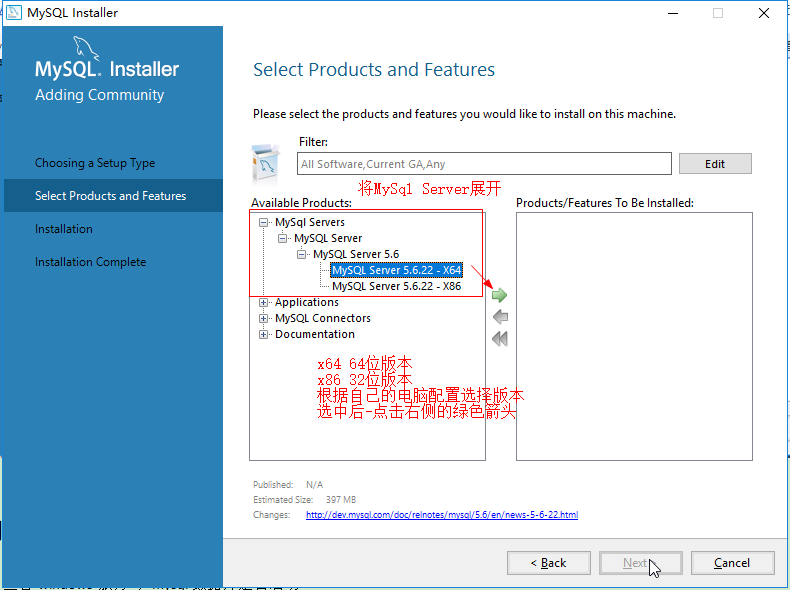 MySQL Installer
MySQL. Installer
Adding Community
Choosing a Setup Type
Select Products and Features
Installation
Installation Complete
Select Products and Features
Please select the products and features you would like to install on this machine.
Filter:
All Software,Current GA,Any
Edit
将MySql Server展开
Available Products:
Products/Features To Be Installed:
MySql Servers
MySQL Server
MySQL Server 5.6
MySQL Server 5.6.22 - X64
MySQL Server 5.6.22 - X86
Applications
MySQL Connectors
Documentation
x64 64位版本
x86 32位版本
根据自己的电脑配置选择版本
选中后-点击右侧的绿色箭头
Published: N/A
Estimated Size: 397 MB
Changes: http://dev.mysql.com/doc/relnotes/mysql/5.6/en/news-5-6-22.html
< Back
Next
Cancel